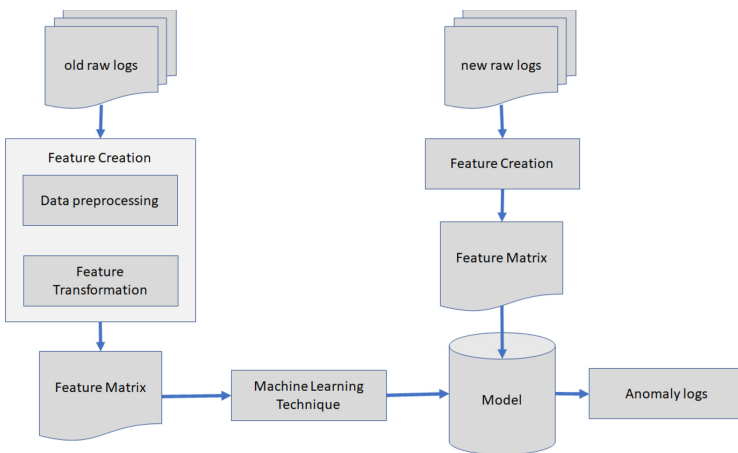 old raw logs
new raw logs
Feature Creation
Data preprocessing
Feature
Transformation
Feature Creation
Feature Matrix
Feature Matrix
Machine Learning
Technique
Model
Anomaly logs